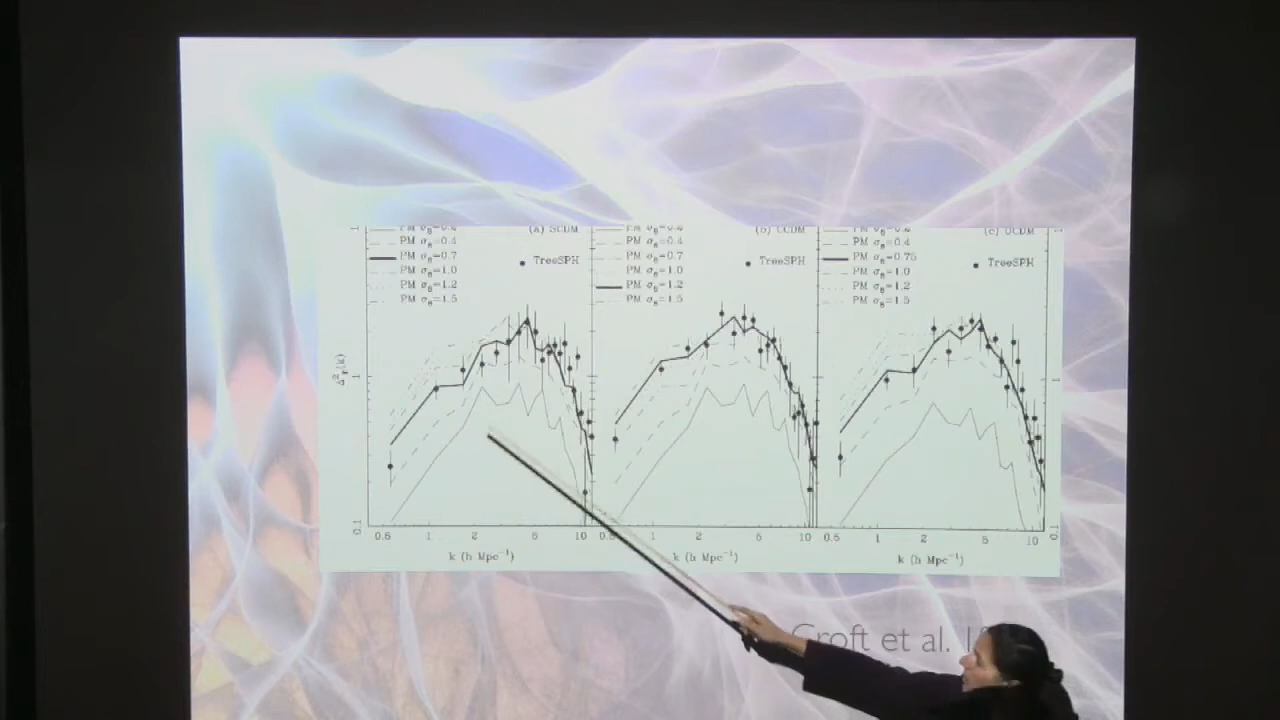 (a) SCDM
PM σ8=0.4
PM σ8=0.7
PM σ8=1.0
PM σ8=1.2
PM σ8=1.5
TreeSPH
(b) CCDM
PM σ8=0.4
PM σ8=0.7
PM σ8=1.0
PM σ8=1.2
PM σ8=1.5
TreeSPH
(c) OCDM
PM σ8=0.4
PM σ8=0.75
PM σ8=1.0
PM σ8=1.2
PM σ8=1.5
TreeSPH
1
0.1
0.5 1 2 5 10
k (h Mpc⁻¹)
1 2 5 10
k (h Mpc⁻¹)
0.5 1 2 5 10
k (h Mpc⁻¹)
1
0.1
Croft et al.